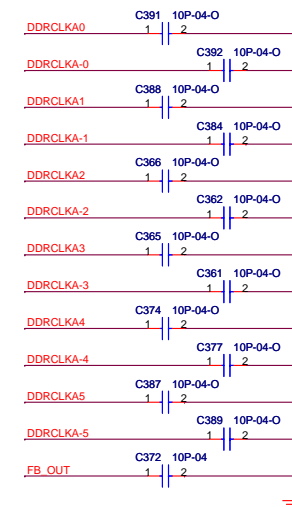 C391 10P-04-O
DDRCLKA0
1 2
C392 10P-04-O
DDRCLKA-0
1 2
C388 10P-04-O
DDRCLKA1
1 2
C384 10P-04-O
DDRCLKA-1
1 2
C366 10P-04-O
DDRCLKA2
1 2
C362 10P-04-O
DDRCLKA-2
1 2
C365 10P-04-O
DDRCLKA3
1 2
C361 10P-04-O
DDRCLKA-3
1 2
C374 10P-04-O
DDRCLKA4
1 2
C377 10P-04-O
DDRCLKA-4
1 2
C387 10P-04-O
DDRCLKA5
1 2
C389 10P-04-O
DDRCLKA-5
1 2
C372 10P-04
FB_OUT
1 2